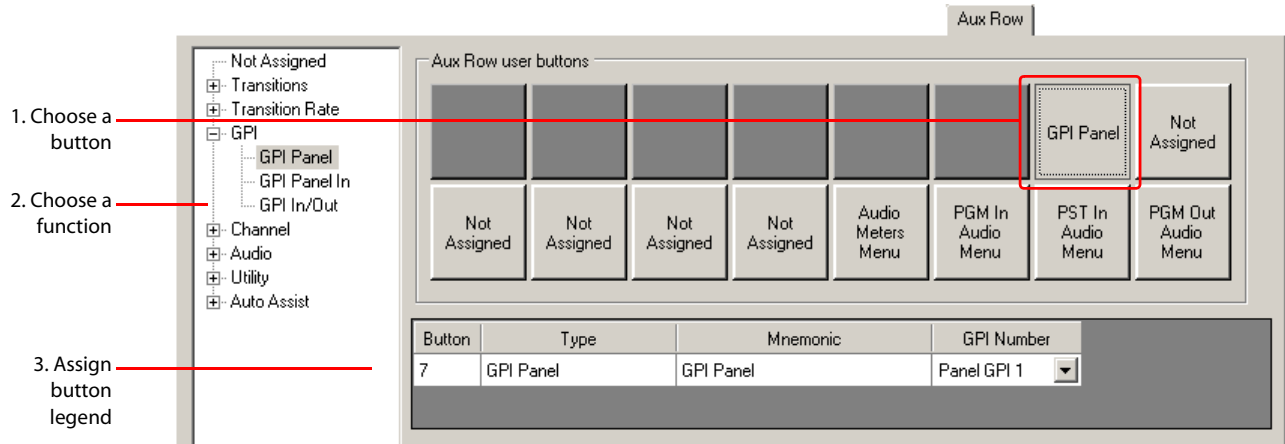 Aux Row
1. Choose a
button
2. Choose a
function
3. Assign
button
legend
Not Assigned
Transitions
Transition Rate
GPI
GPI Panel
GPI Panel In
GPI In/Out
Channel
Audio
Utility
Auto Assist
Aux Row user buttons
GPI Panel
Not
Assigned
Not
Assigned
Not
Assigned
Not
Assigned
Not
Assigned
Audio
Meters
Menu
PGM In
Audio
Menu
PST In
Audio
Menu
PGM Out
Audio
Menu
Button Type Mnemonic GPI Number
7 GPI Panel GPI Panel Panel GPI 1